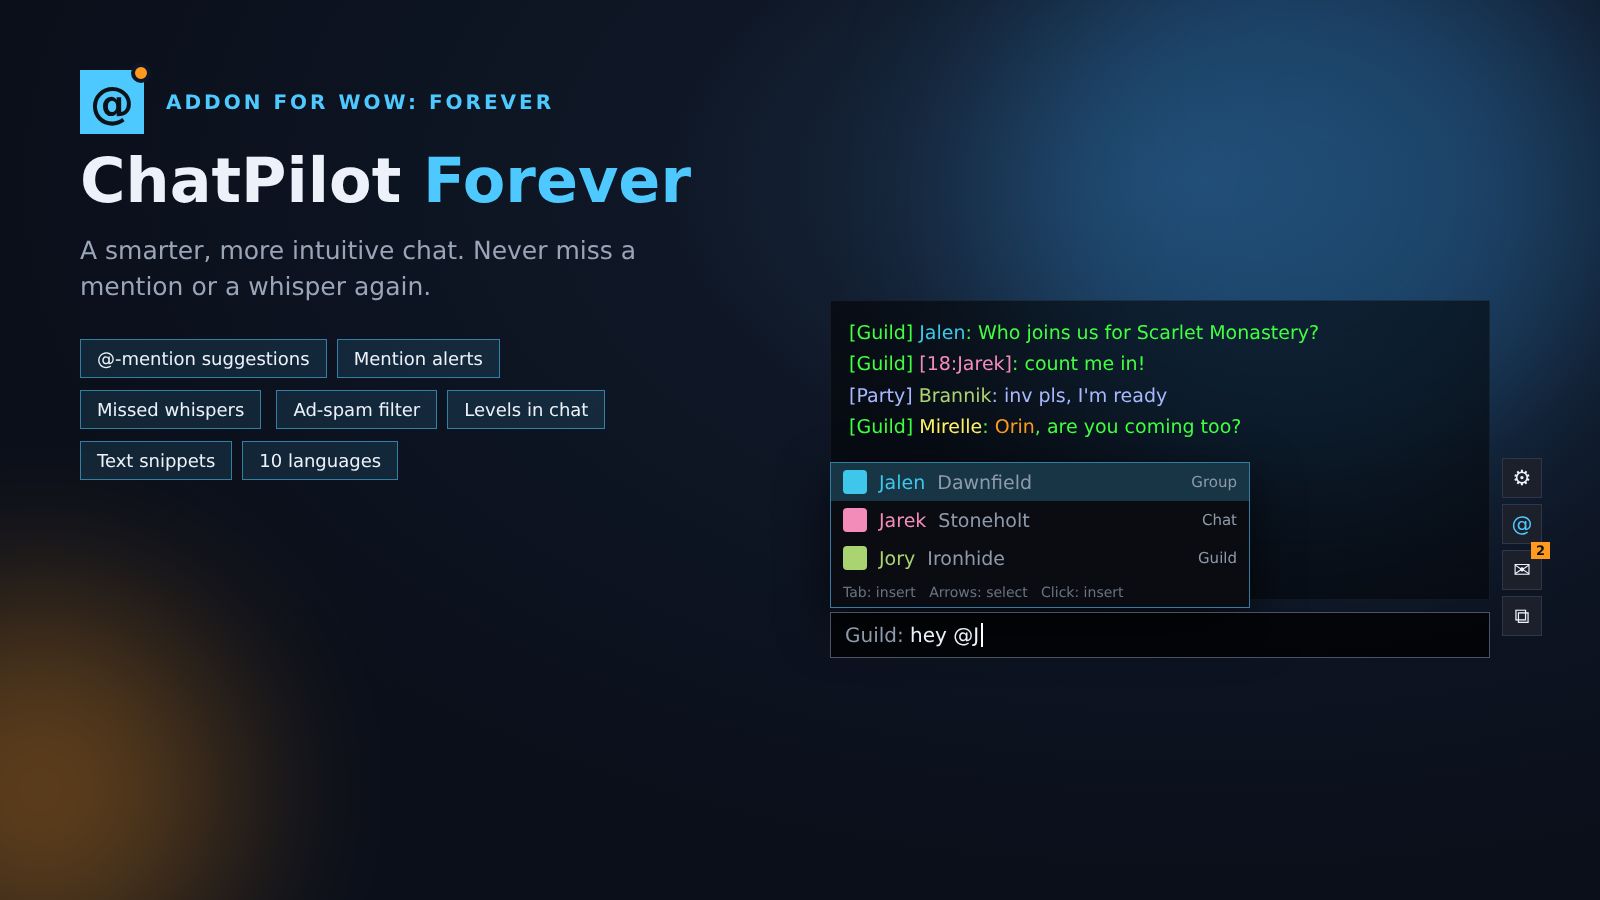 @
ADDON FOR WOW: FOREVER
ChatPilot Forever
A smarter, more intuitive chat. Never miss a
mention or a whisper again.
@-mention suggestions
Mention alerts
Missed whispers
Ad-spam filter
Levels in chat
Text snippets
10 languages
[Guild] Jalen: Who joins us for Scarlet Monastery?
[Guild] [18:Jarek]: count me in!
[Party] Brannik: inv pls, I'm ready
[Guild] Mirelle: Orin, are you coming too?
Jalen Dawnfield Group
Jarek Stoneholt Chat
Jory Ironhide Guild
Tab: insert Arrows: select Click: insert
Guild: hey @J
@
2